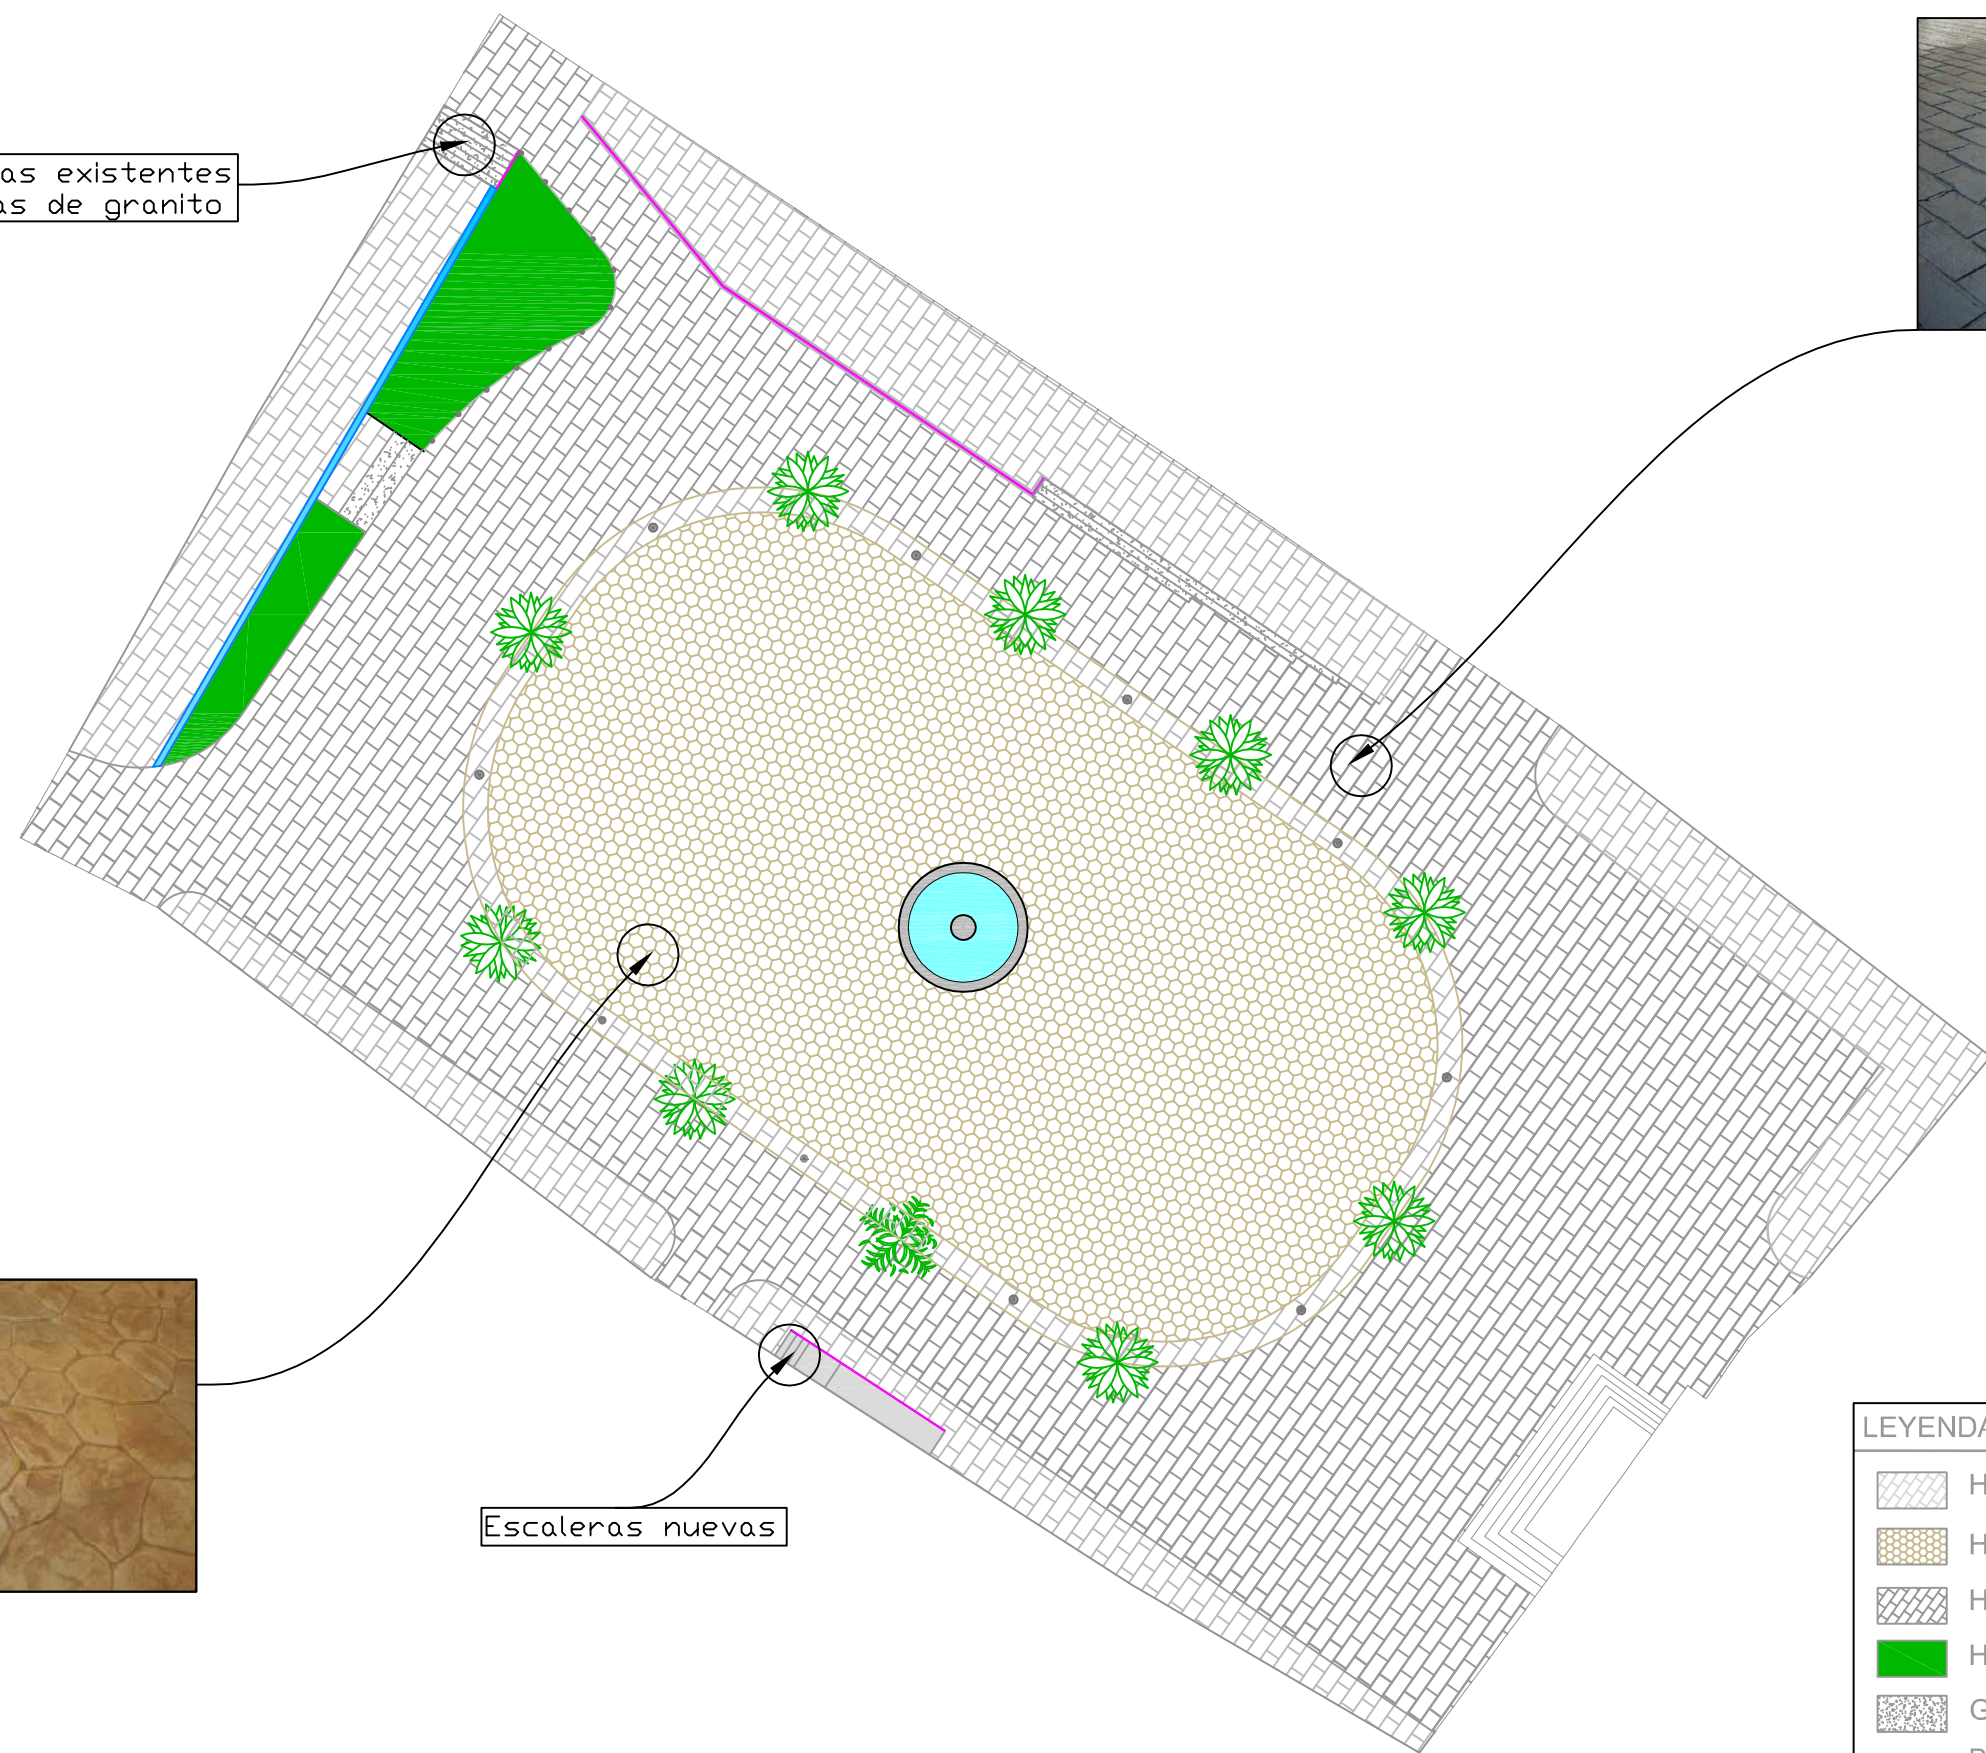 as existentes
as de granito
Escaleras nuevas
LEYENDA
H
H
H
H
G